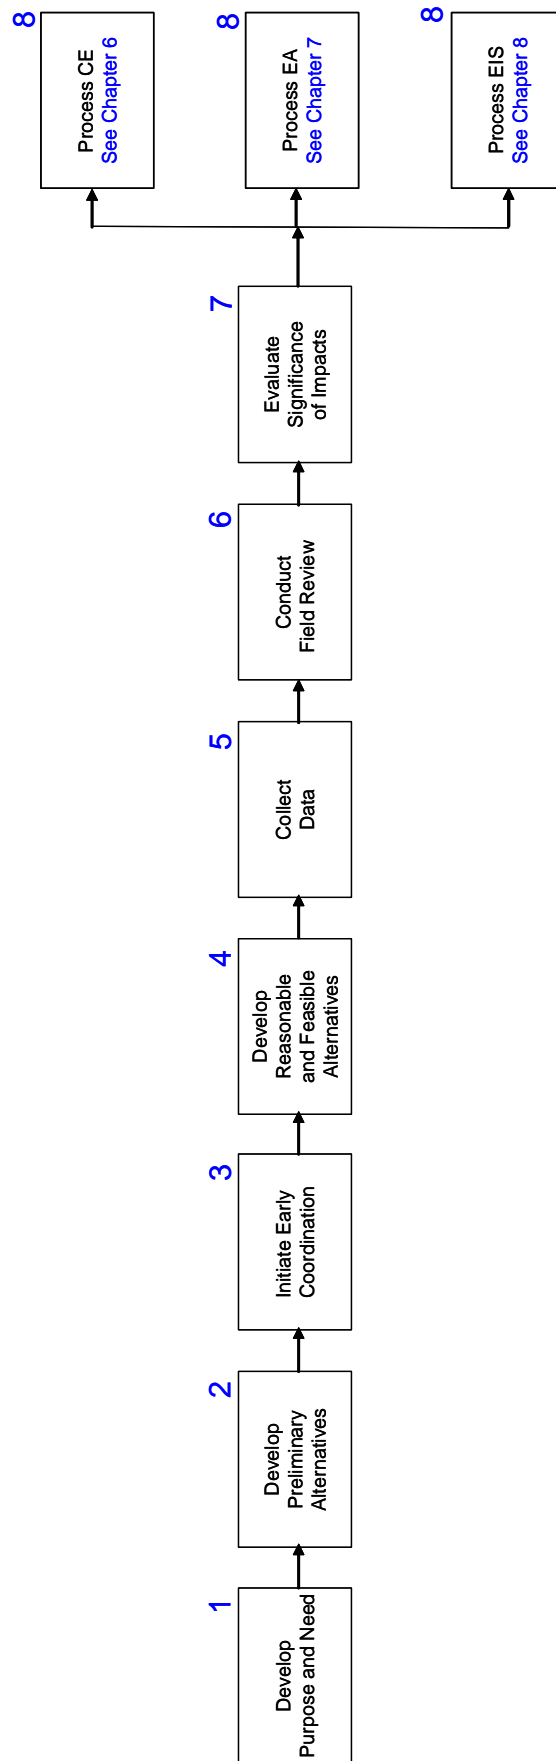 1
Develop
Purpose and Need
2
Develop
Preliminary
Alternatives
3
Initiate Early
Coordination
4
Develop
Reasonable
and Feasible
Alternatives
5
Collect
Data
6
Conduct
Field Review
7
Evaluate
Significance
of Impacts
8
Process CE
See Chapter 6
8
Process EA
See Chapter 7
8
Process EIS
See Chapter 8